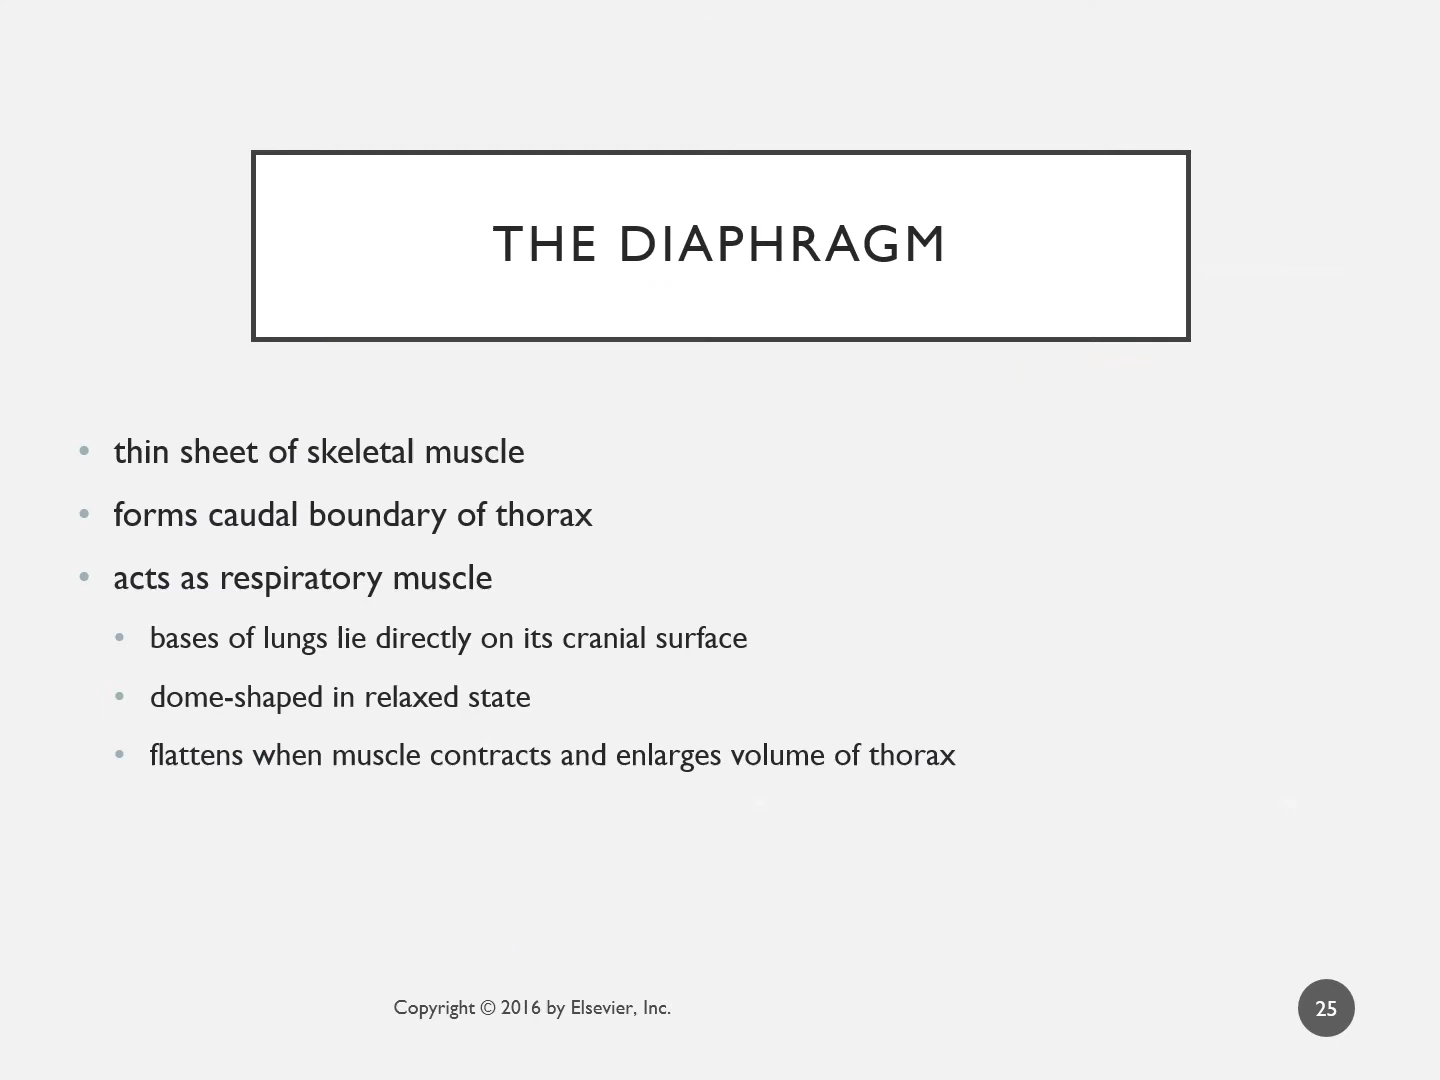 THE DIAPHRAGM
• thin sheet of skeletal muscle
• forms caudal boundary of thorax
• acts as respiratory muscle
• bases of lungs lie directly on its cranial surface
• dome-shaped in relaxed state
• flattens when muscle contracts and enlarges volume of thorax
Copyright © 2016 by Elsevier, Inc.
25